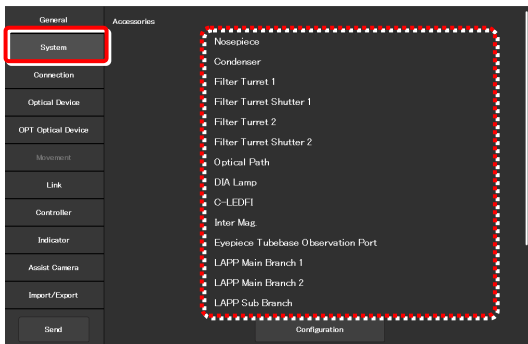 General
System
Connection
Optical Device
OPT Optical Device
Movement
Link
Controller
Indicator
Assist Camera
Import/Export
Send
Accessories
Nosepiece
Condenser
Filter Turret 1
Filter Turret Shutter 1
Filter Turret 2
Filter Turret Shutter 2
Optical Path
DIA Lamp
C-LEDFI
Inter Mag.
Eyepiece Tubebase Observation Port
LAPP Main Branch 1
LAPP Main Branch 2
LAPP Sub Branch
Configuration